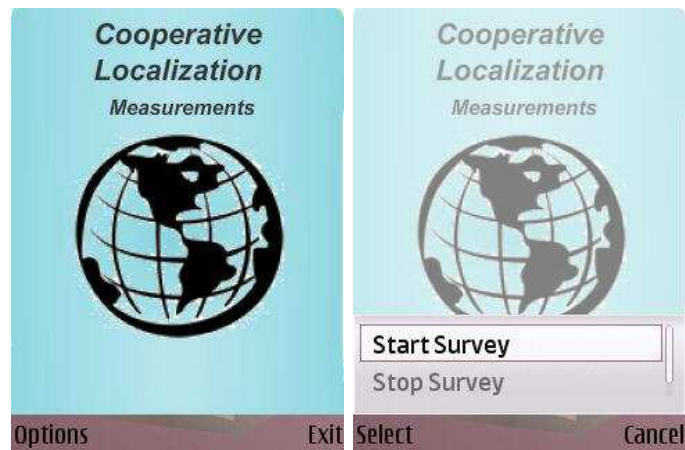 Cooperative
Localization
Measurements
Options Exit
Cooperative
Localization
Measurements
Start Survey
Stop Survey
Select Cancel